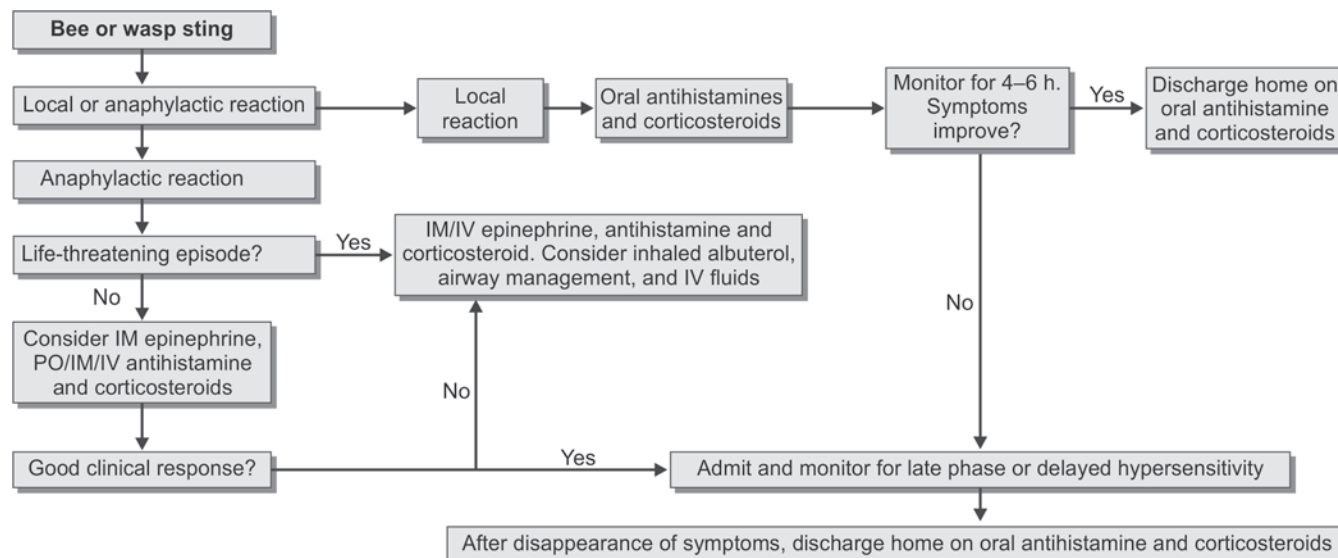 Bee or wasp sting
Local or anaphylactic reaction
Local
reaction
Oral antihistamines
and corticosteroids
Monitor for 4–6 h.
Symptoms
improve?
Yes
Discharge home on
oral antihistamine
and corticosteroids
Anaphylactic reaction
Life-threatening episode?
Yes
IM/IV epinephrine, antihistamine and
corticosteroid. Consider inhaled albuterol,
airway management, and IV fluids
No
No
Consider IM epinephrine,
PO/IM/IV antihistamine
and corticosteroids
No
Good clinical response?
Yes
Admit and monitor for late phase or delayed hypersensitivity
After disappearance of symptoms, discharge home on oral antihistamine and corticosteroids